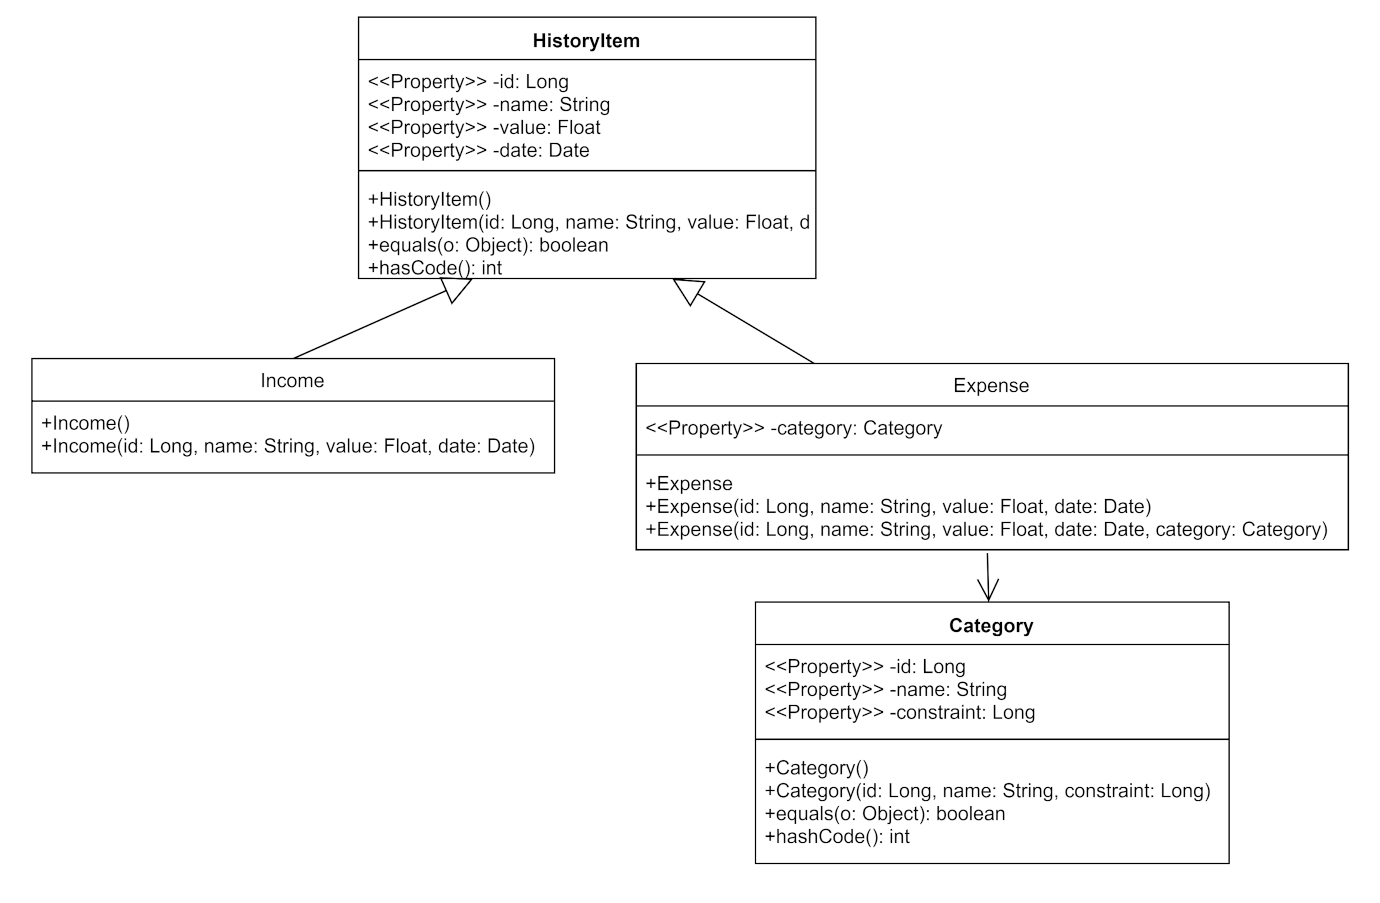 HistoryItem
<<Property>> -id: Long
<<Property>> -name: String
<<Property>> -value: Float
<<Property>> -date: Date
+HistoryItem()
+HistoryItem(id: Long, name: String, value: Float, d
+equals(o: Object): boolean
+hasCode(): int
Income
+Income()
+Income(id: Long, name: String, value: Float, date: Date)
Expense
<<Property>> -category: Category
+Expense
+Expense(id: Long, name: String, value: Float, date: Date)
+Expense(id: Long, name: String, value: Float, date: Date, category: Category)
Category
<<Property>> -id: Long
<<Property>> -name: String
<<Property>> -constraint: Long
+Category()
+Category(id: Long, name: String, constraint: Long)
+equals(o: Object): boolean
+hashCode(): int